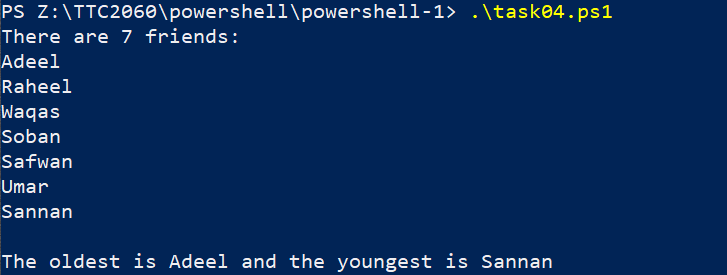 PS Z:\TTC2060\powershell\powershell-1> .\task04.ps1
There are 7 friends:
Adeel
Raheel
Waqas
Soban
Safwan
Umar
Sannan
The oldest is Adeel and the youngest is Sannan